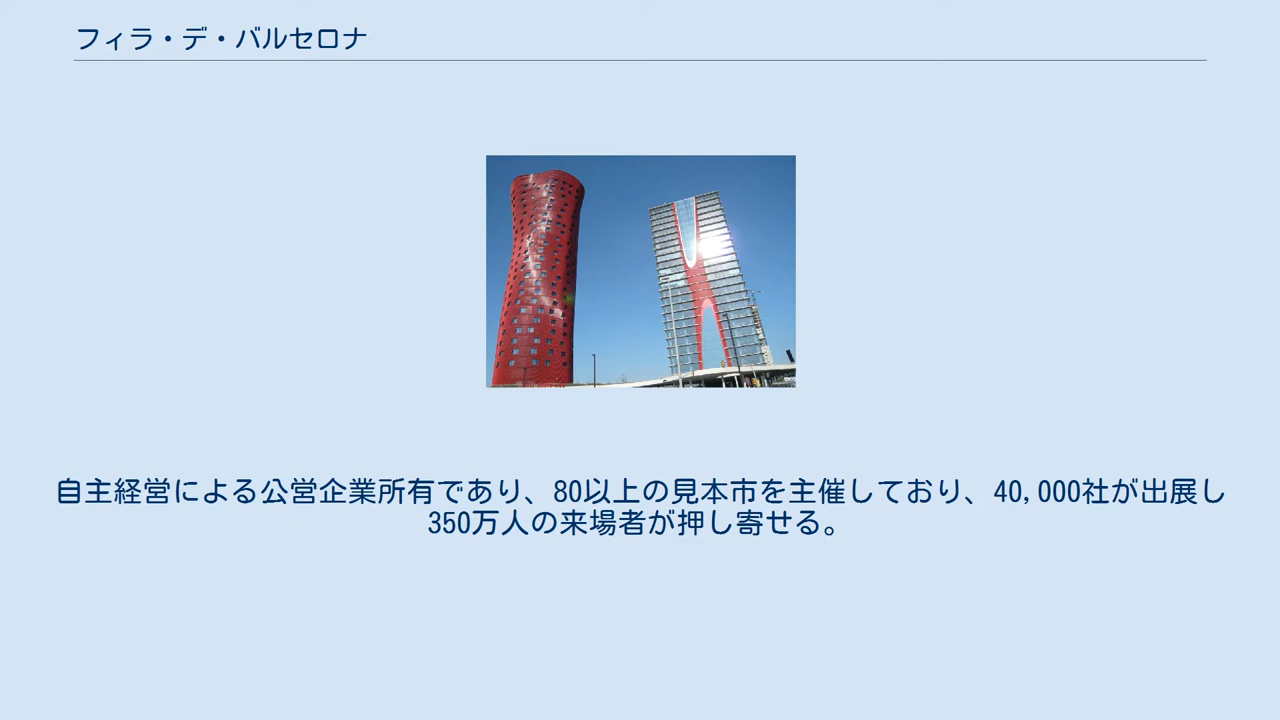 フィラ・デ・バルセロナ
自主経営による公営企業所有であり、80以上の見本市を主催しており、40,000社が出展し
350万人の来場者が押し寄せる。